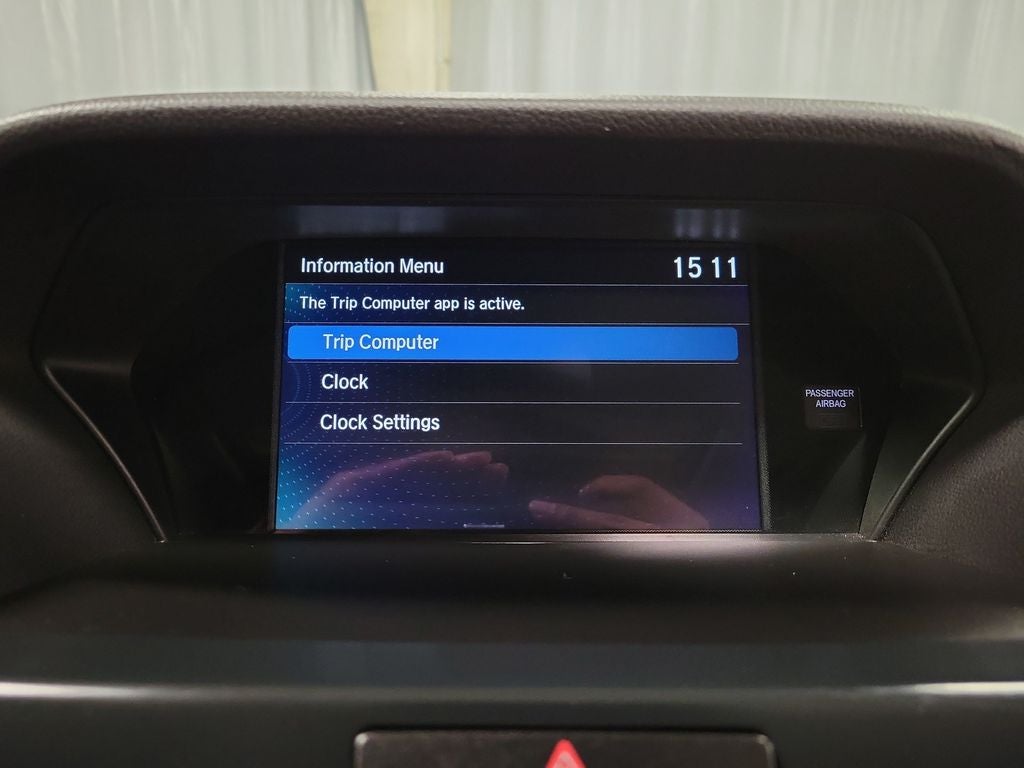 Information Menu 15 11
The Trip Computer app is active.
Trip Computer
Clock
Clock Settings
PASSENGER
AIRBAG